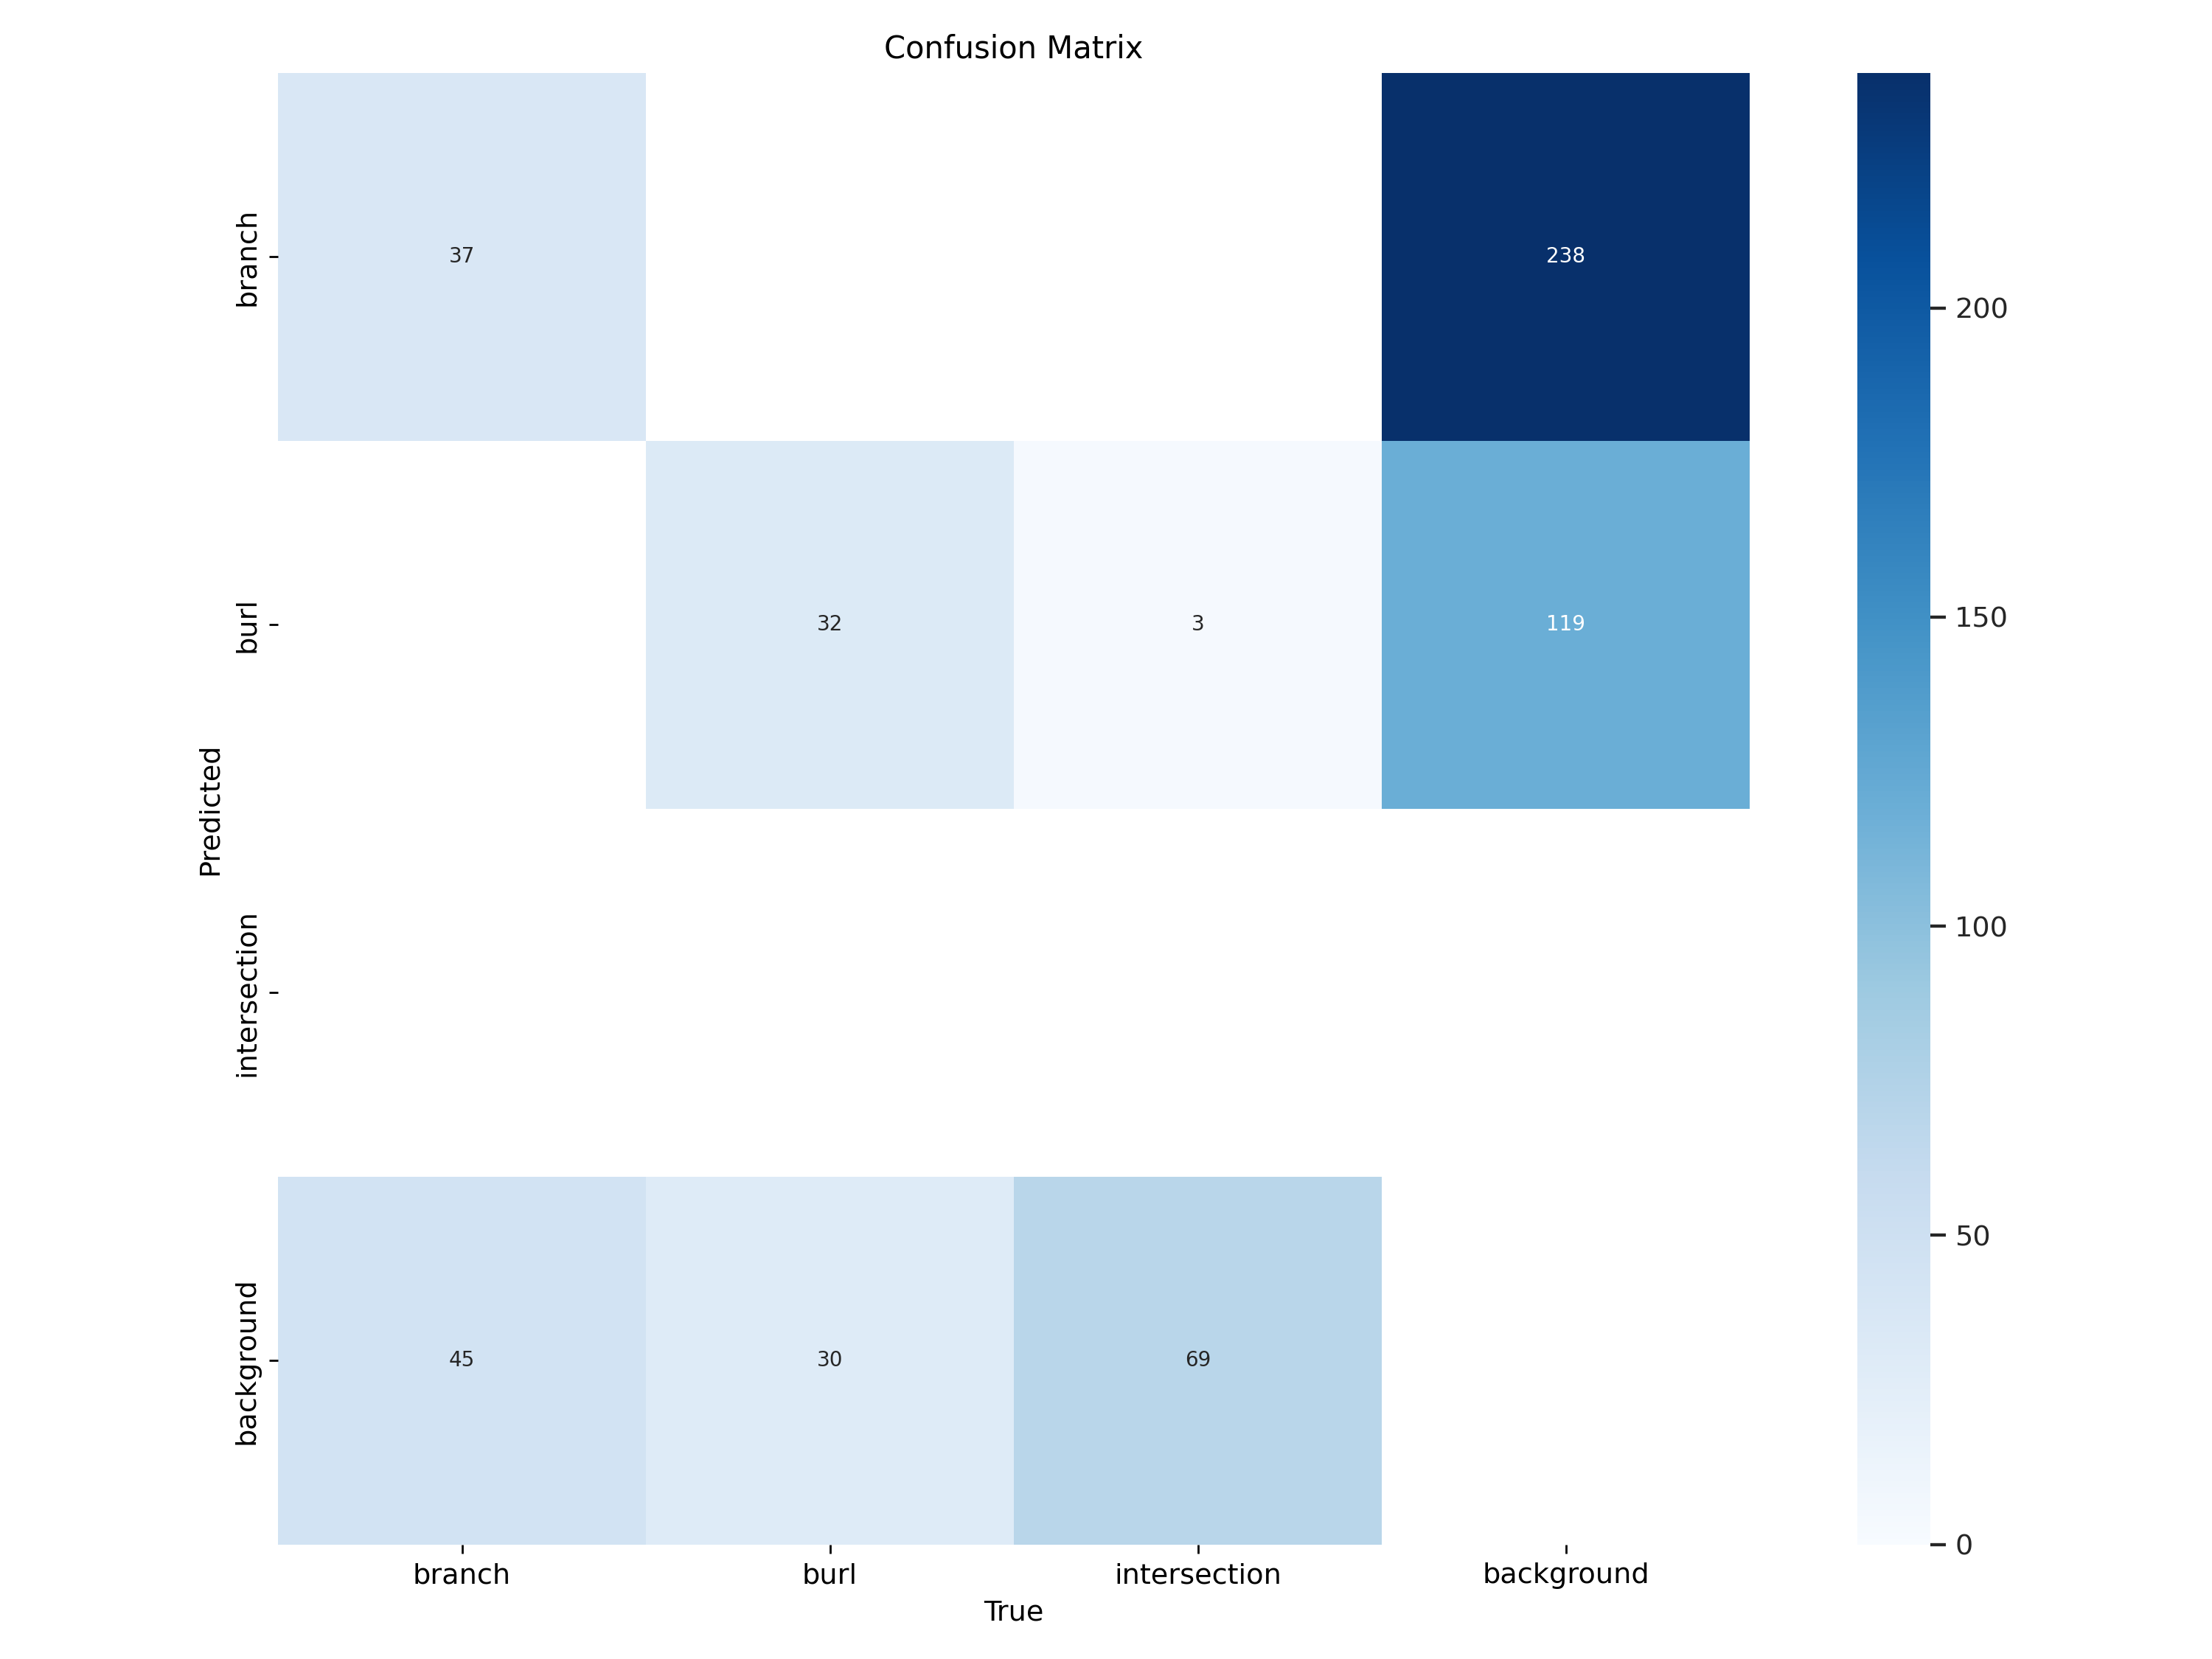 Confusion Matrix
branch
37
238
200
burl
32
3
119
150
Predicted
intersection
100
background
45
30
69
50
0
branch
burl
intersection
background
True